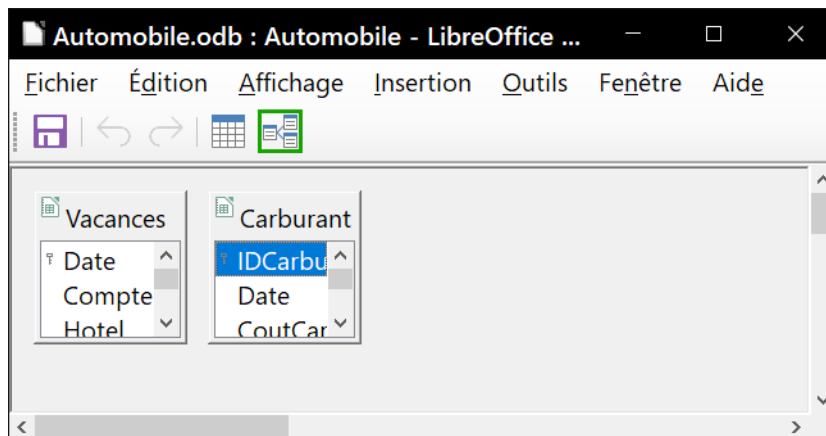 Automobile.odb : Automobile - LibreOffice ...
Fichier Édition Affichage Insertion Outils Fenêtre Aide
Vacances Carburant
Date IDCarbu
Compte Date
Hotel CoutCar